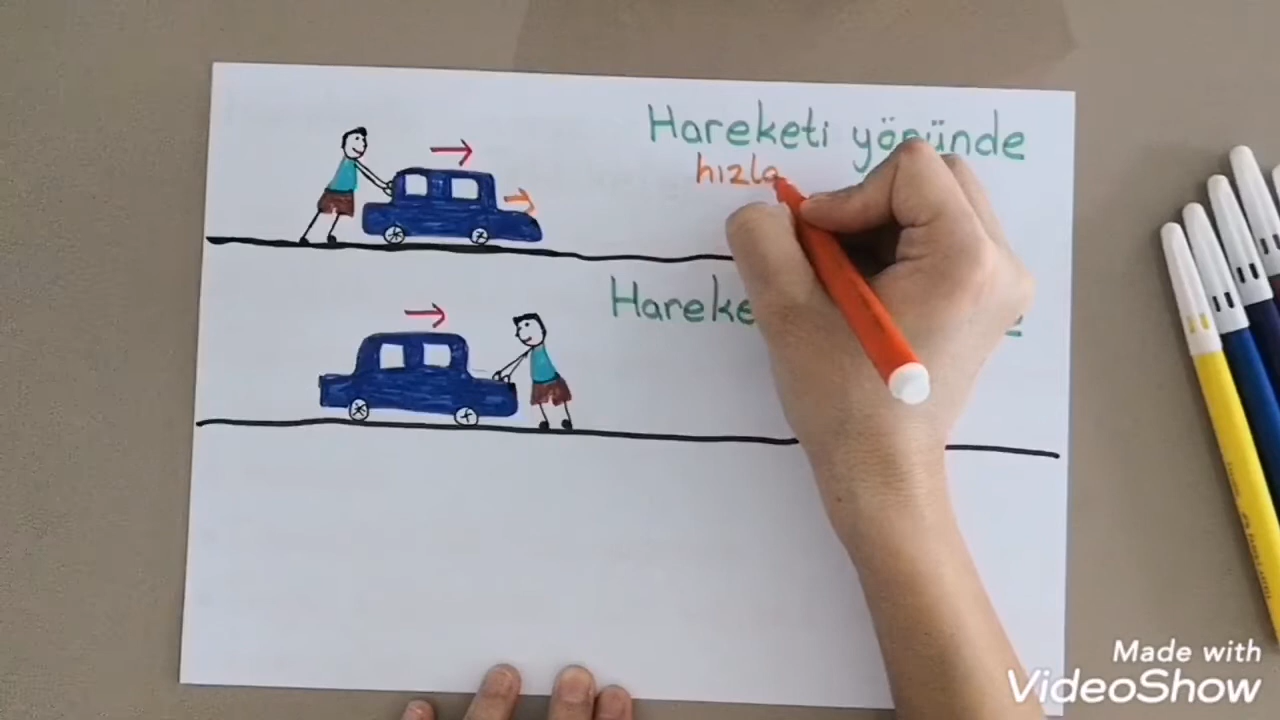 Hareketi yönünde
hızla
Hareke
Made with
VideoShow